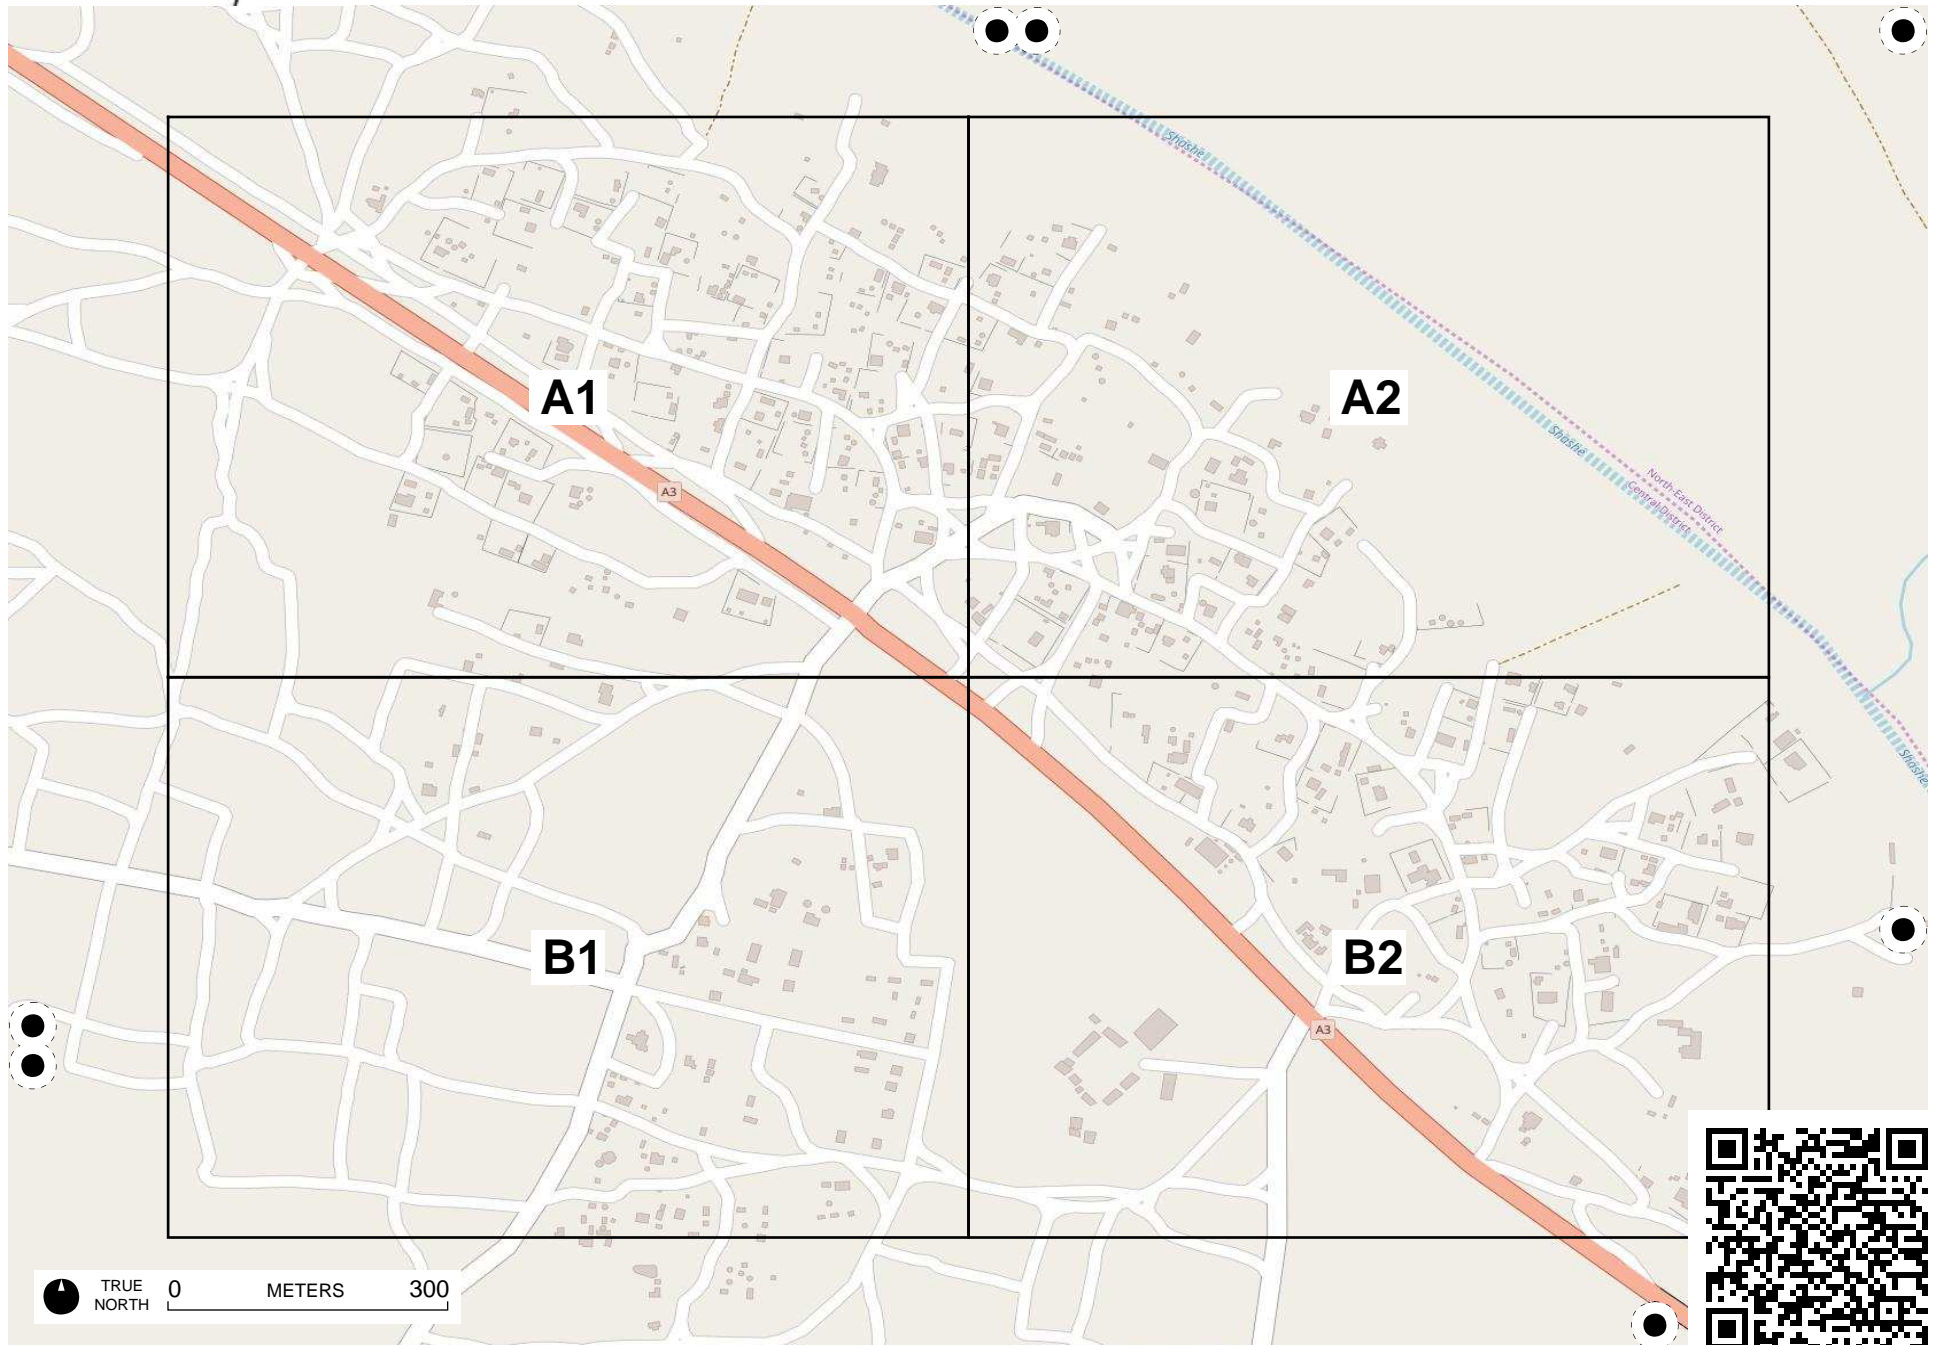 Shashe
A1
A2
Shashe
North-East District
Central District
A3
Shashe
B1
B2
A3
TRUE
NORTH
0
METERS
300